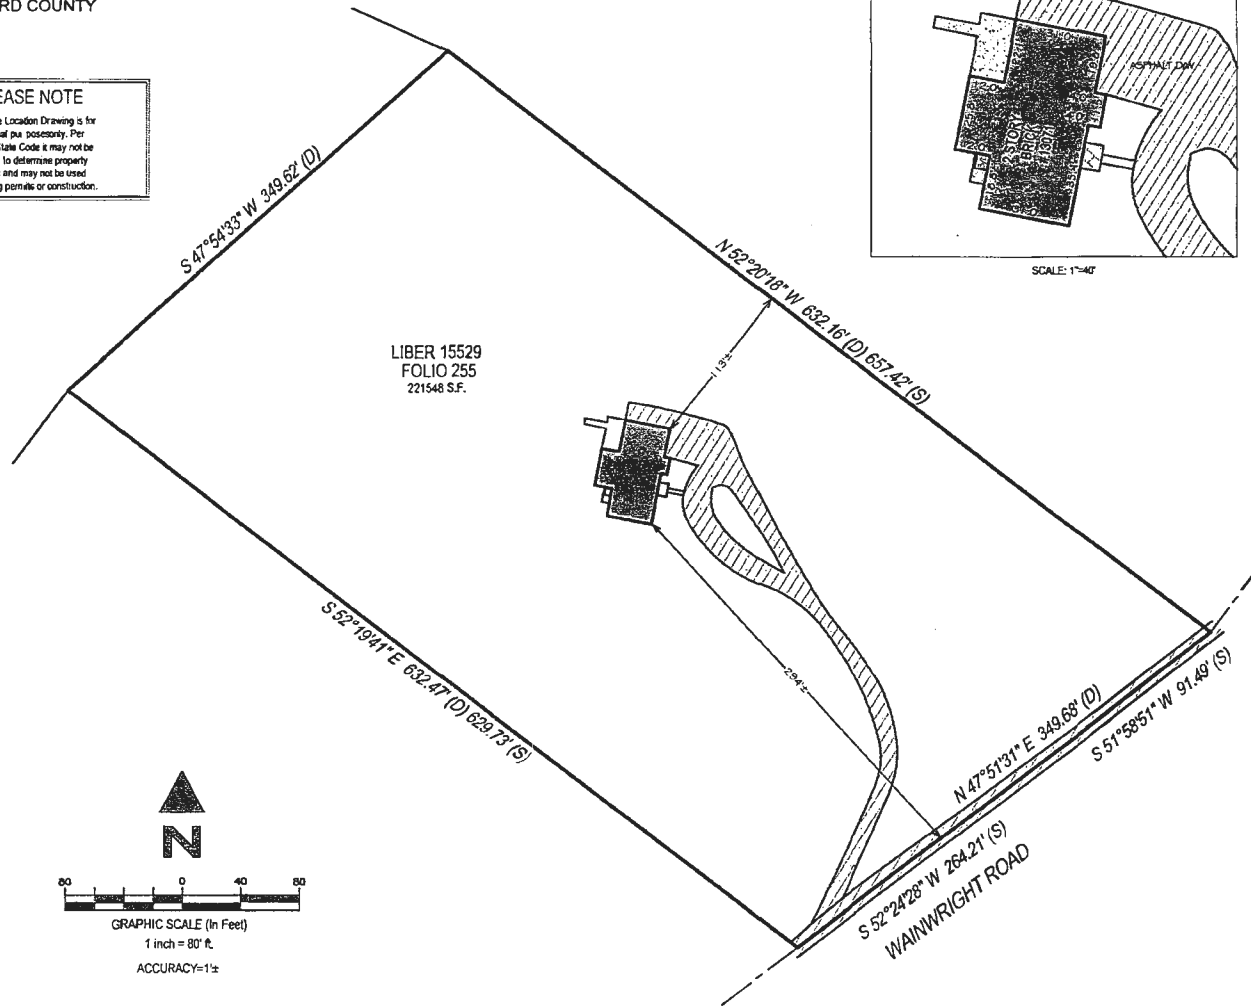 RD COUNTY
EASE NOTE
Location Drawing is for
Per
State Code it may not be
to determine property
and may not be used
permits or construction.
ASPHALT
2 STORY
BRICK
SCALE: 1"=40'
S 47°54'33" W 349.62' (D)
N 52°20'18" W 632.16' (D) 657.42' (S)
LIBER 15529
FOLIO 255
221548 S.F.
113'±
294'±
S 52°19'41" E 632.47' (D) 629.73' (S)
N 47°51'31" E 349.68' (D)
S 51°58'51" W 91.49' (S)
S 52°24'28" W 264.21' (S)
WAINWRIGHT ROAD
N
80 0 40 80
GRAPHIC SCALE (In Feet)
1 inch = 80' ft.
ACCURACY=1'±